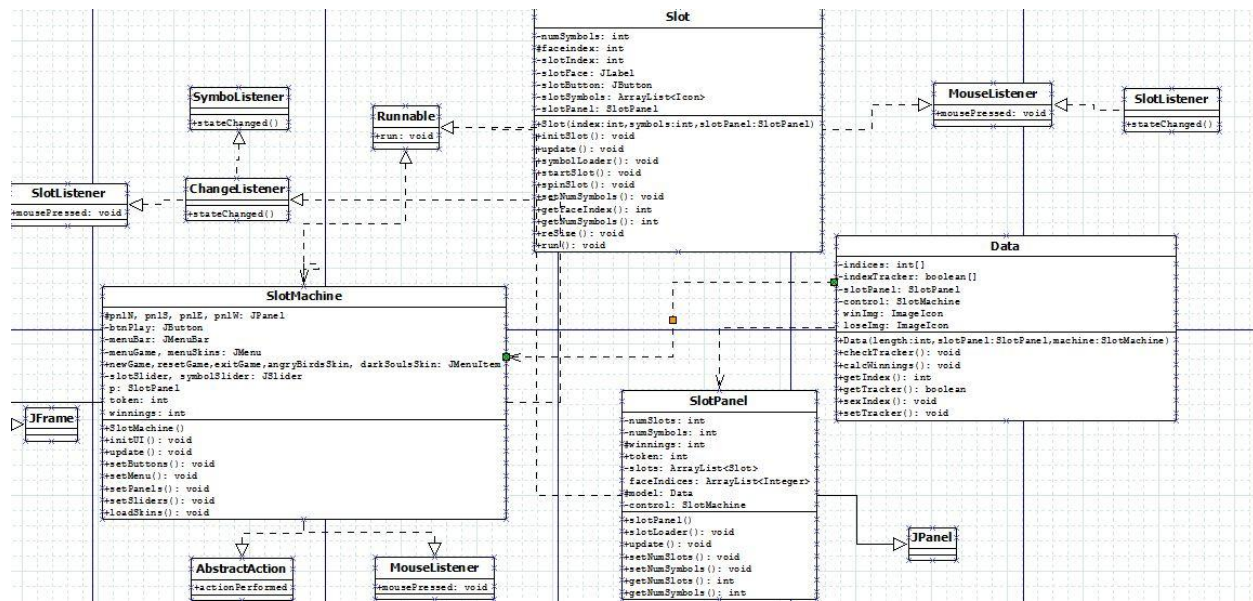 Slot
-numSymbols: int
#faceindex: int
-slotIndex: int
-slotFace: JLabel
-slotButton: JButton
-slotSymbols: ArrayList<Icon>
-slotPanel: SlotPanel
+Slot(index:int,symbols:int,slotPanel:SlotPanel)
+initSlot(): void
+update(): void
+symbolLoader(): void
+startSlot(): void
+spinSlot(): void
+setNumSymbols(): void
+getFaceIndex(): int
+getNumSymbols(): int
+reSize(): void
+run(): void
SymboListener
+stateChanged()
Runnable
+run: void
MouseListener
+mousePressed: void
SlotListener
+stateChanged()
SlotListener
+mousePressed: void
ChangeListener
+stateChanged()
Data
-indices: int[]
-indexTracker: boolean[]
-slotPanel: SlotPanel
-control: SlotMachine
winImg: ImageIcon
loseImg: ImageIcon
+Data(length:int,slotPanel:SlotPanel,machine:SlotMachine)
+checkTracker(): void
+calcWinnings(): void
+getIndex(): int
+getTracker(): boolean
+sexIndex(): void
+setTracker(): void
SlotMachine
#pnlN, pnlS, pnlE, pnlW: JPanel
-btnPlay: JButton
-menuBar: JMenuBar
-menuGame, menuSkins: JMenu
+newGame,resetGame,exitGame,angryBirdsSkin, darkSoulsSkin: JMenuItem
-slotSlider, symbolSlider: JSlider
p: SlotPanel
token: int
winnings: int
+SlotMachine()
+initUI(): void
+update(): void
+setButtons(): void
+setMenu(): void
+setPanels(): void
+setSliders(): void
+loadSkins(): void
JFrame
SlotPanel
-numSlots: int
-numSymbols: int
#winnings: int
+token: int
-slots: ArrayList<Slot>
faceIndices: ArrayList<Integer>
#model: Data
-control: SlotMachine
+slotPanel()
+slotLoader(): void
+update(): void
+setNumSlots(): void
+setNumSymbols(): void
+getNumSlots(): int
+getNumSymbols(): int
JPanel
AbstractAction
+actionPerformed
MouseListener
+mousePressed: void